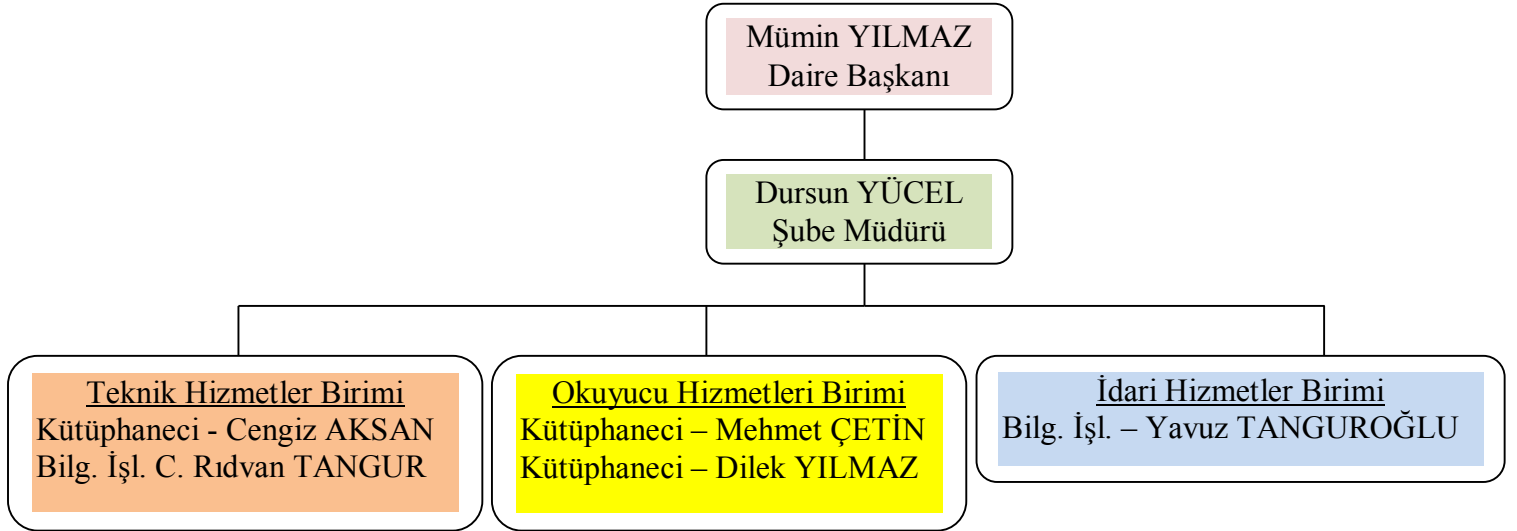 Mümin YILMAZ
Daire Başkanı
Dursun YÜCEL
Şube Müdürü
Teknik Hizmetler Birimi
Kütüphaneci - Cengiz AKSAN
Bilg. İşl. C. Rıdvan TANGUR
Okuyucu Hizmetleri Birimi
Kütüphaneci – Mehmet ÇETİN
Kütüphaneci – Dilek YILMAZ
İdari Hizmetler Birimi
Bilg. İşl. – Yavuz TANGUROĞLU